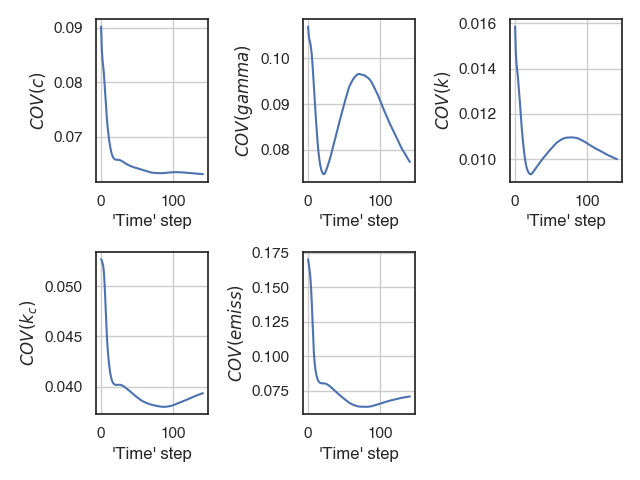 0.09
0.08
0.07
COV(c)
0 100
'Time' step
0.10
0.09
0.08
COV(gamma)
0 100
'Time' step
0.016
0.014
0.012
0.010
COV(k)
0 100
'Time' step
0.050
0.045
0.040
COV(k_c)
0 100
'Time' step
0.175
0.150
0.125
0.100
0.075
COV(emiss)
0 100
'Time' step